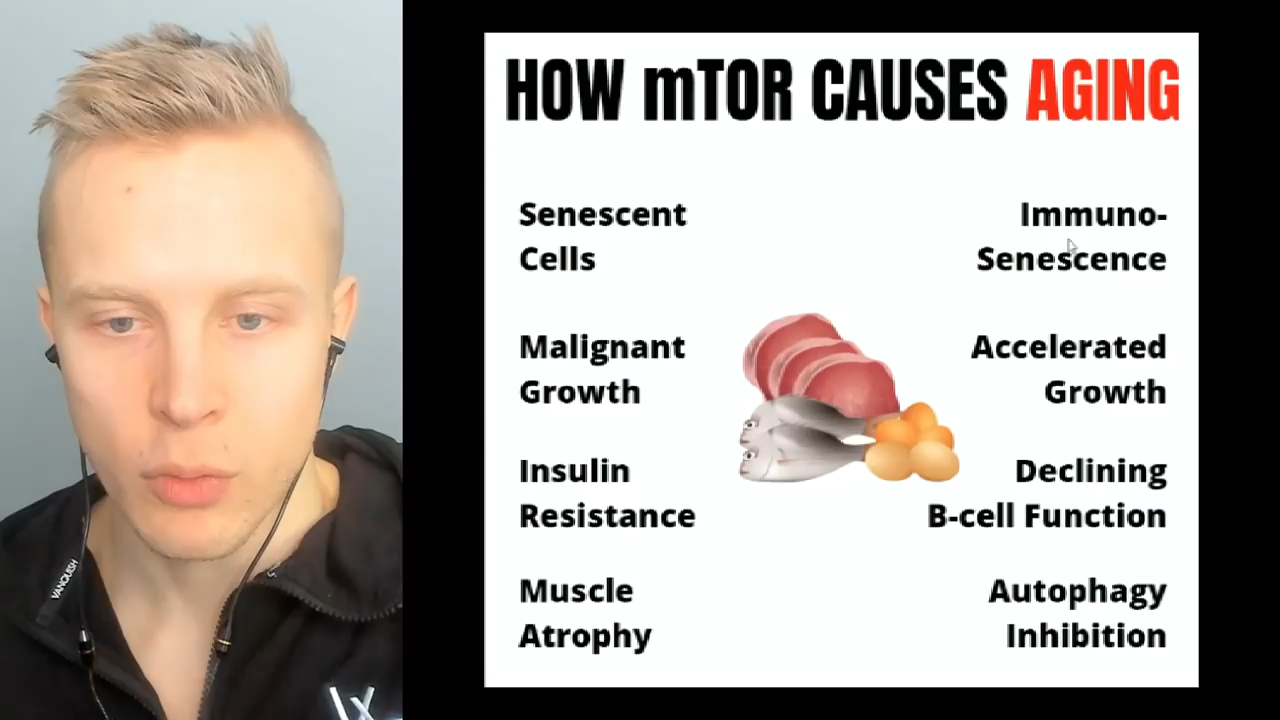 HOW mTOR CAUSES AGING
Senescent
Cells
Immuno-
Senescence
Malignant
Growth
Accelerated
Growth
Insulin
Resistance
Declining
B-cell Function
Muscle
Atrophy
Autophagy
Inhibition
VANQUISH